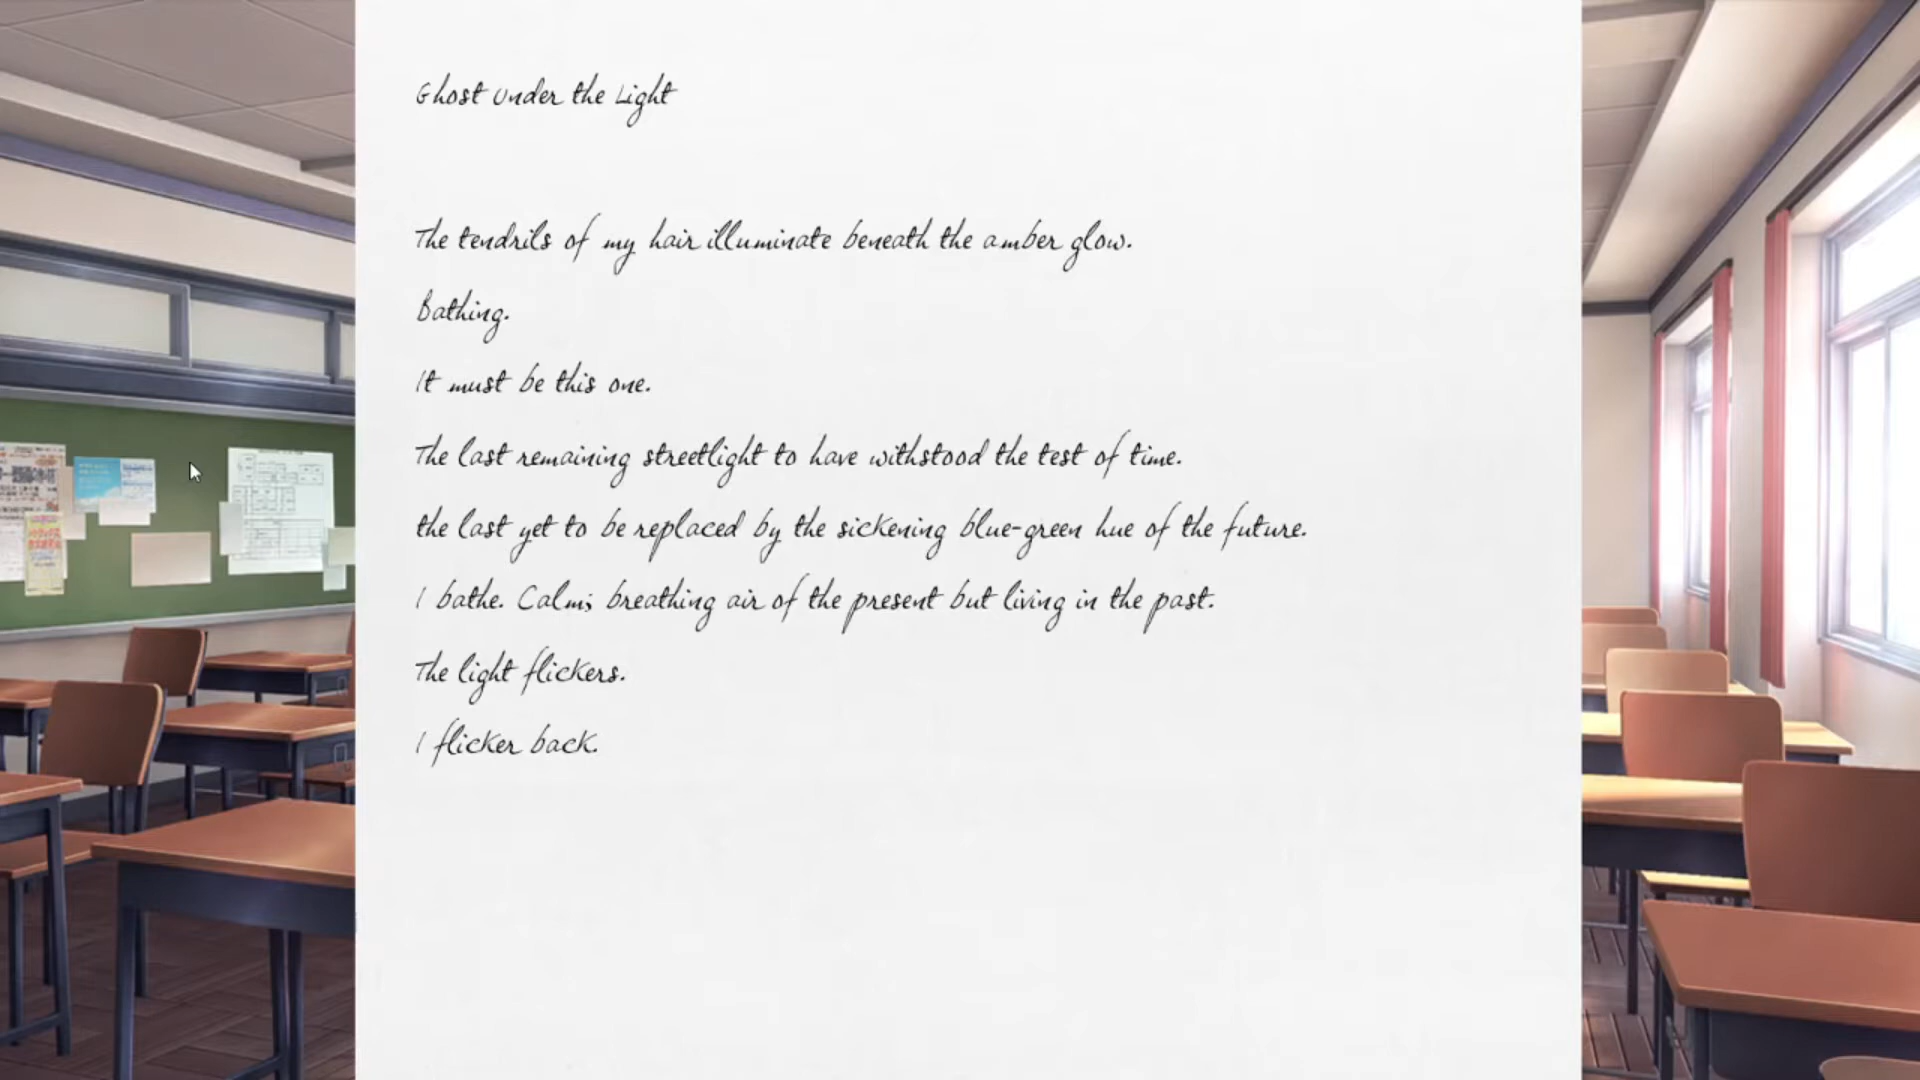 Ghost Under the Light
The tendrils of my hair illuminate beneath the amber glow.
Bathing.
It must be this one.
The last remaining streetlight to have withstood the test of time.
the last yet to be replaced by the sickening blue-green hue of the future.
I bathe. Calm; breathing air of the present but living in the past.
The light flickers.
I flicker back.